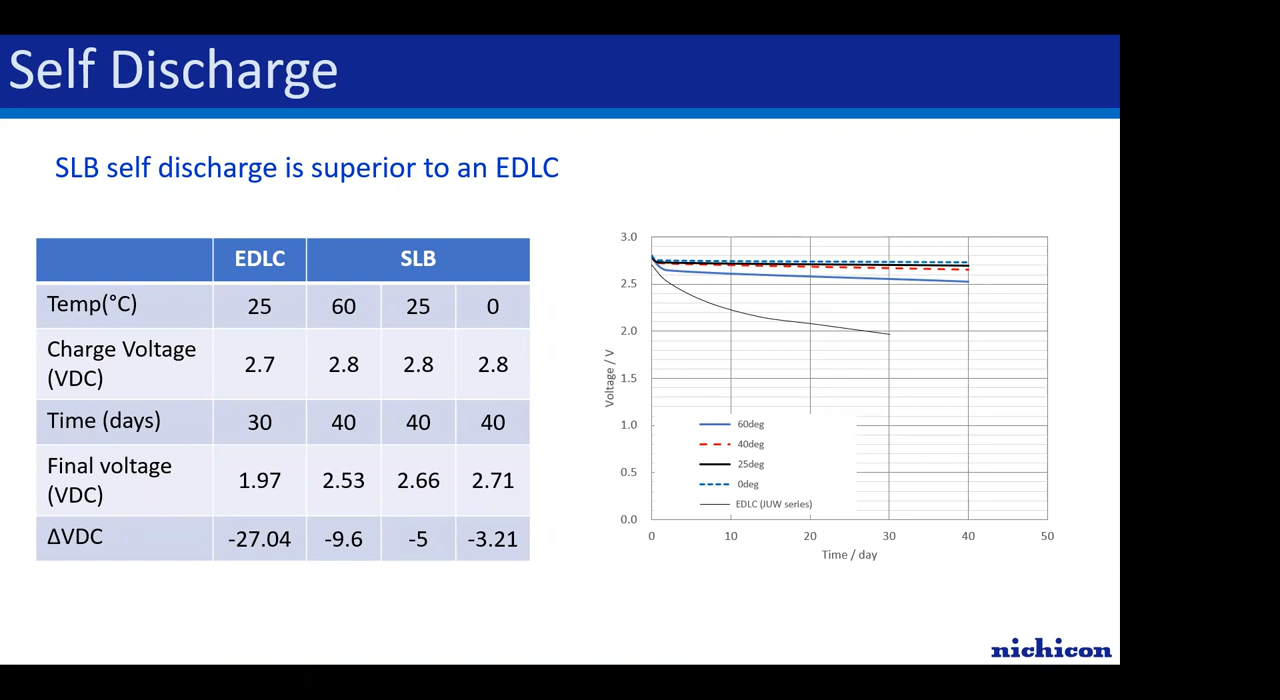 Self Discharge
SLB self discharge is superior to an EDLC
EDLC SLB
Temp(°C) 25 60 25 0
Charge Voltage
(VDC) 2.7 2.8 2.8 2.8
Time (days) 30 40 40 40
Final voltage
(VDC) 1.97 2.53 2.66 2.71
ΔVDC -27.04 -9.6 -5 -3.21
3.0
2.5
2.0
1.5
1.0
0.5
0.0
Voltage / V
60deg
40deg
25deg
0deg
EDLC (JUW series)
0 10 20 30 40 50
Time / day
nichicon